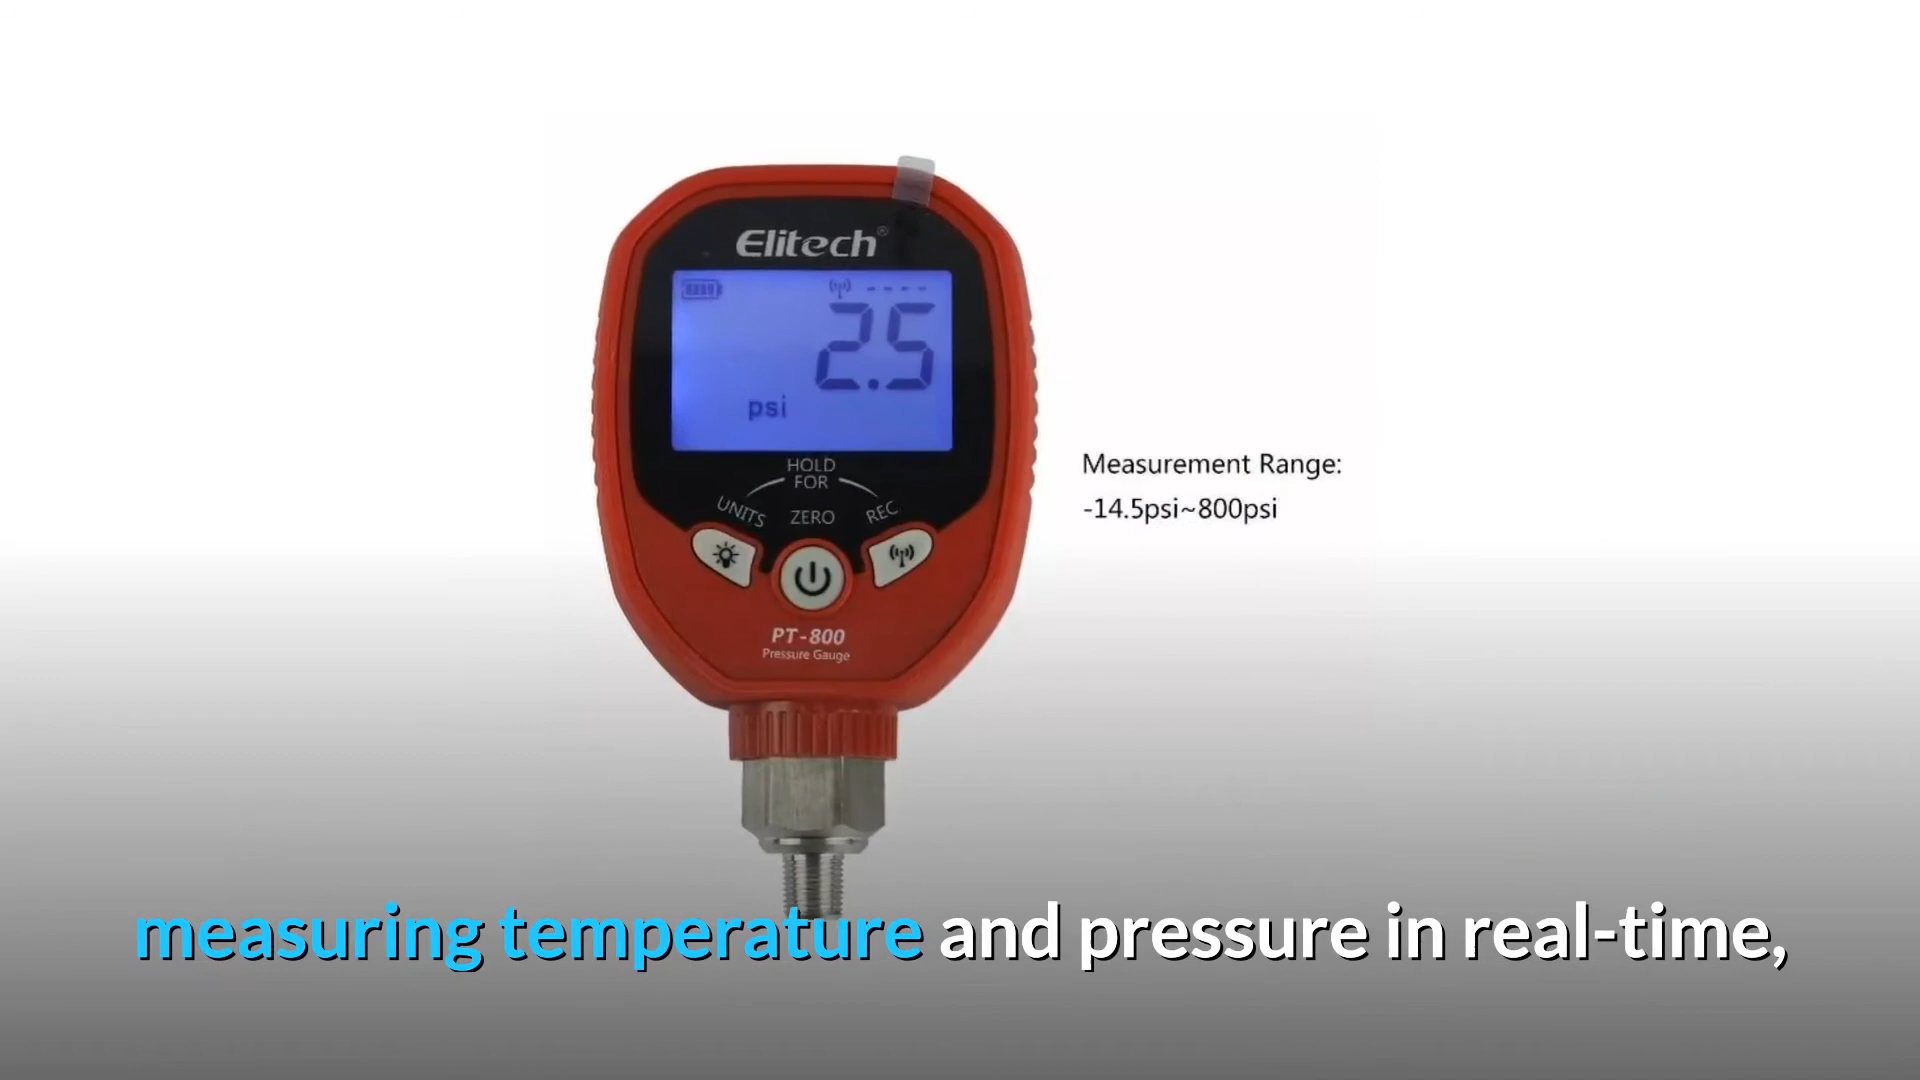 Elitech®
2.5
psi
HOLD
FOR
UNITS
ZERO
REC
PT-800
Pressure Gauge
Measurement Range:
-14.5psi~800psi
measuring temperature and pressure in real-time,